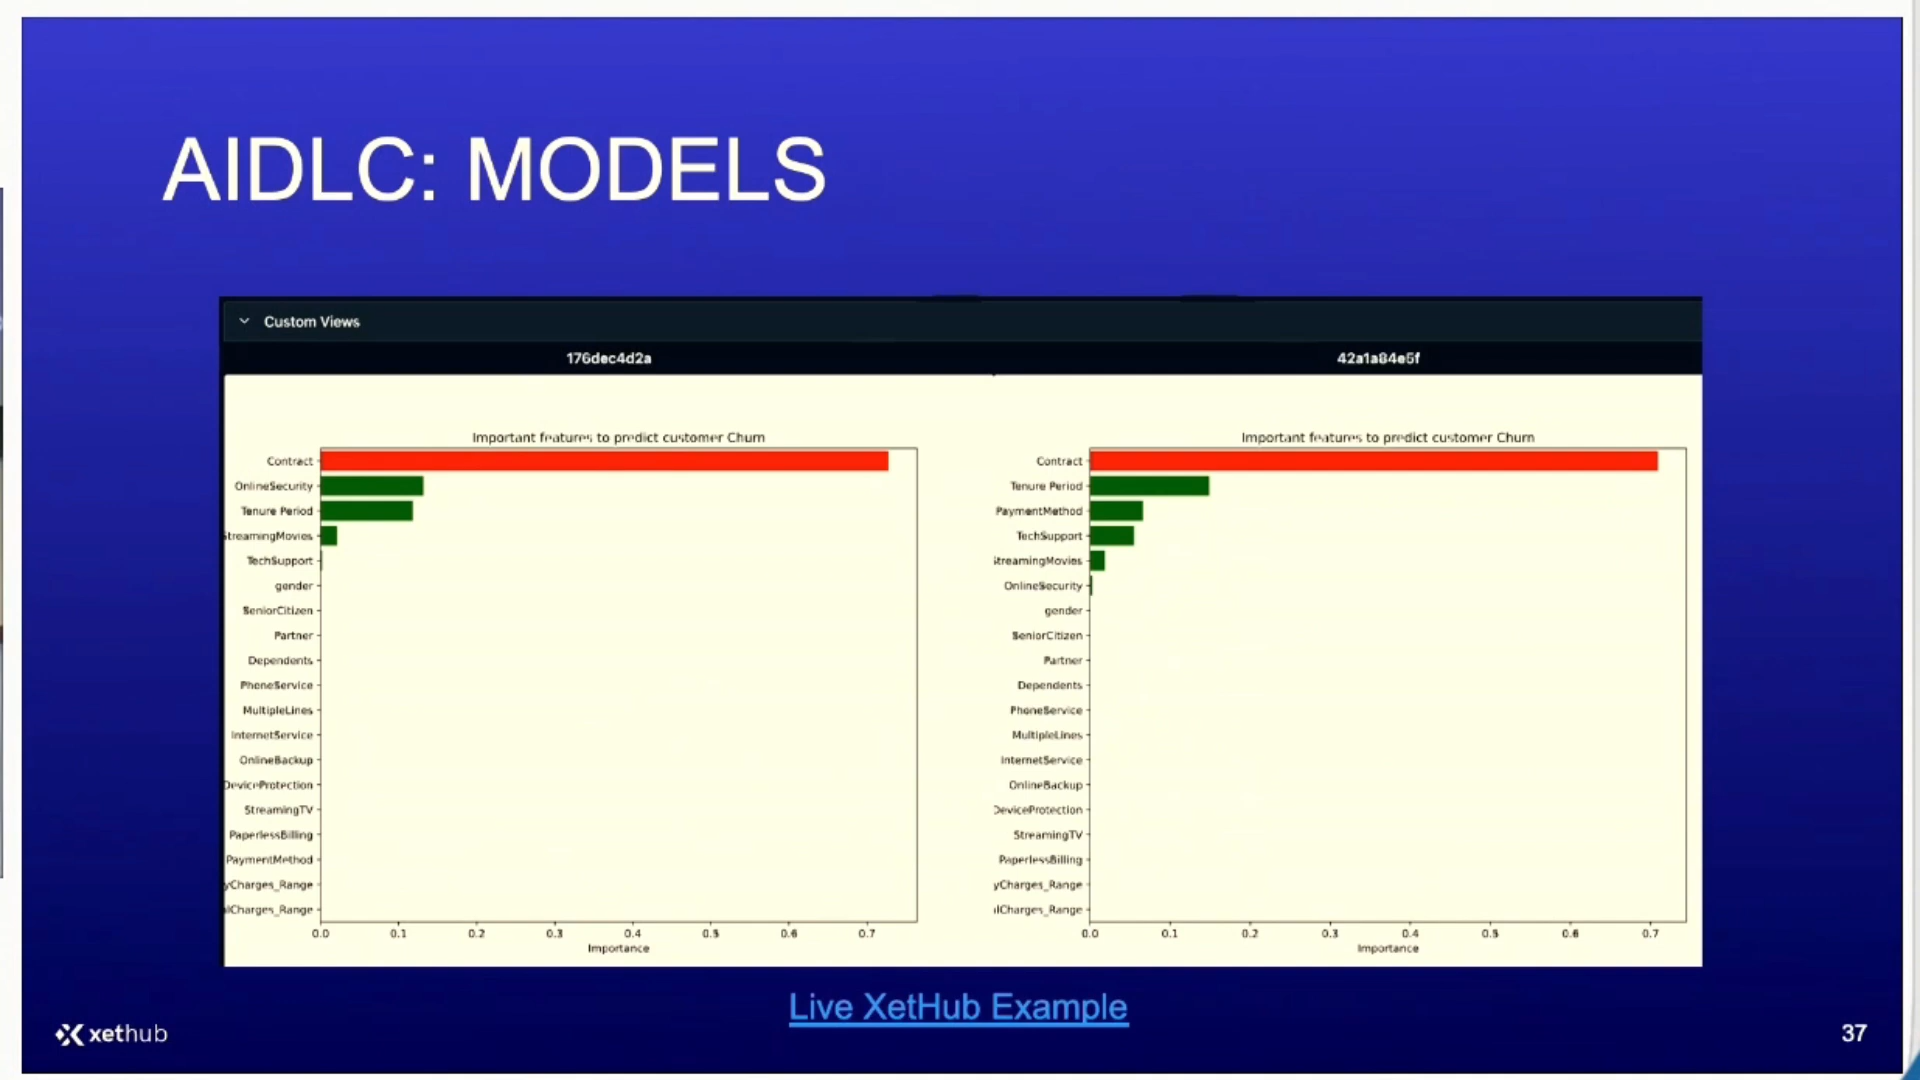 AIDLC: MODELS
Custom Views
176dec4d2a
42a1a84e5f
Important features to predict customer Churn
Contract
OnlineSecurity
Tenure Period
StreamingMovies
TechSupport
gender
SeniorCitizen
Partner
Dependents
PhoneService
MultipleLines
InternetService
OnlineBackup
DeviceProtection
StreamingTV
PaperlessBilling
PaymentMethod
yCharges_Range
lCharges_Range
0.0 0.1 0.2 0.3 0.4 0.5 0.6 0.7
Importance
Important features to predict customer Churn
Contract
Tenure Period
PaymentMethod
TechSupport
StreamingMovies
OnlineSecurity
gender
SeniorCitizen
Partner
Dependents
PhoneService
MultipleLines
InternetService
OnlineBackup
DeviceProtection
StreamingTV
PaperlessBilling
yCharges_Range
lCharges_Range
0.0 0.1 0.2 0.3 0.4 0.5 0.6 0.7
Importance
Live XetHub Example
xethub
37